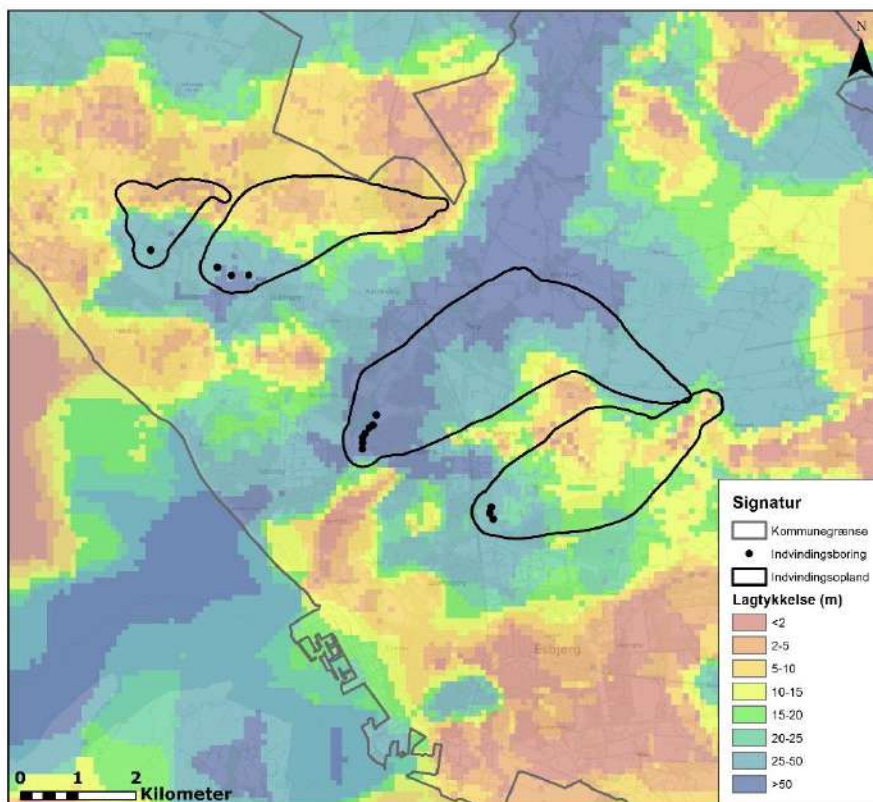 N
Signatur
Kommunegrænse
Indvindingsboring
Indvindingsopland
Lagtykkelse (m)
<2
2-5
5-10
10-15
15-20
20-25
25-50
>50
Esbjerg
0 1 2
Kilometer